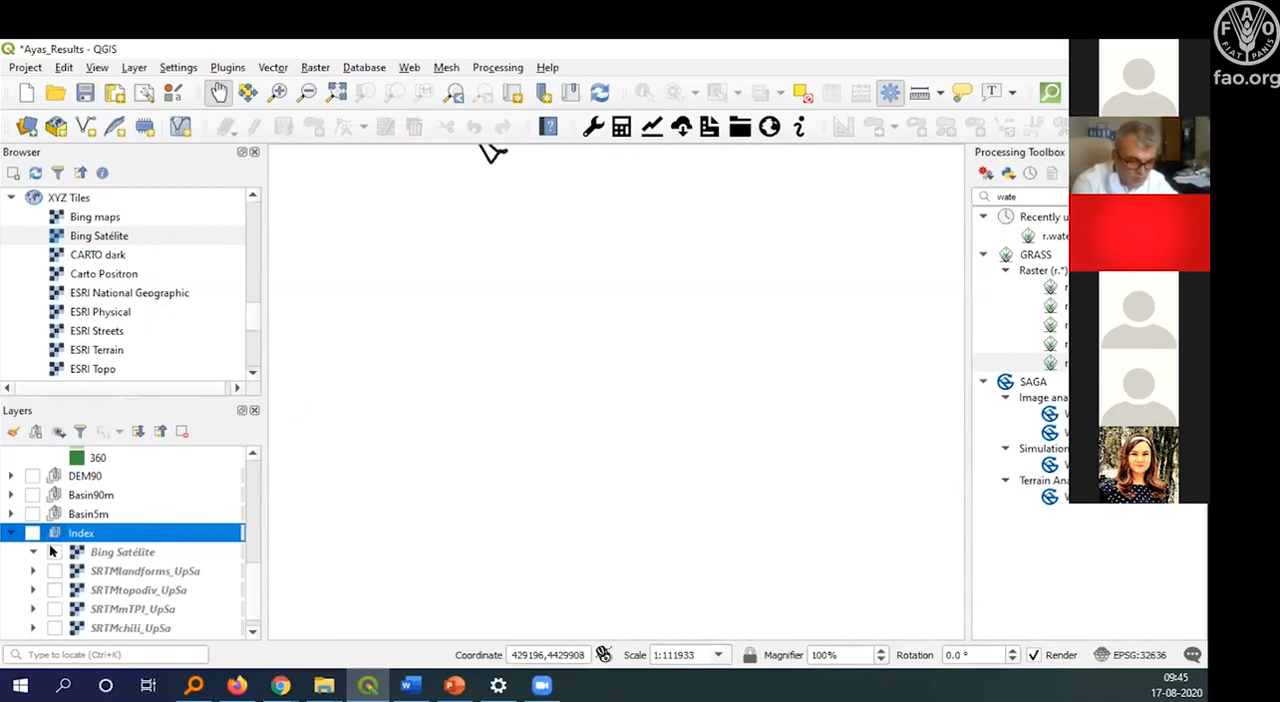 FAO
FIAT PANIS
fao.org
*Ayas_Results - QGIS
Project Edit View Layer Settings Plugins Vector Raster Database Web Mesh Processing Help
Browser
XYZ Tiles
Bing maps
Bing Satélite
CARTO dark
Carto Positron
ESRI National Geographic
ESRI Physical
ESRI Streets
ESRI Terrain
ESRI Topo
Layers
360
DEM90
Basin90m
Basin5m
Index
Bing Satélite
SRTMlandforms_UpSa
SRTMtopodiv_UpSa
SRTMmTPI_UpSa
SRTMchili_UpSa
Processing Toolbox
wate
Recently u
r.wate
GRASS
Raster (r.*)
r
r
r
r
r
SAGA
Image ana
Simulation
Terrain Ana
Type to locate (Ctrl+K)
Coordinate 429196,4429908 Scale 1:111933 Magnifier 100% Rotation 0.0 ° Render EPSG:32636
09:45
17-08-2020